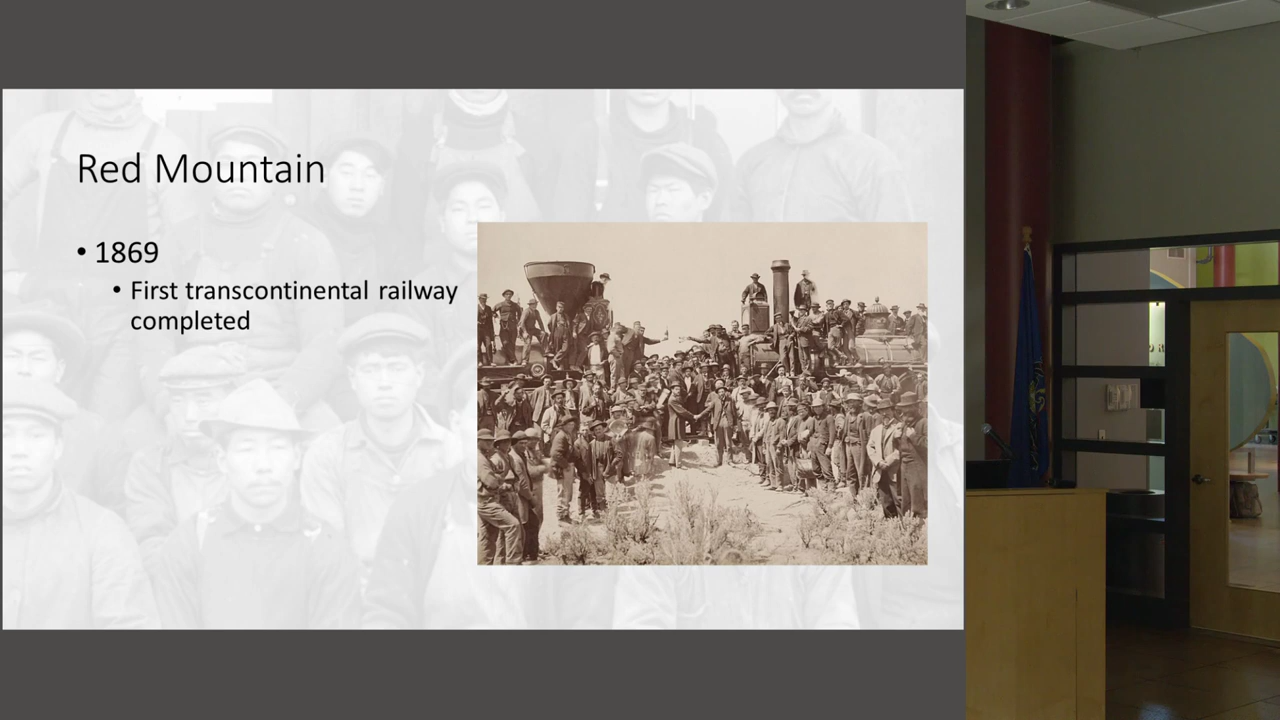 Red Mountain
• 1869
• First transcontinental railway
completed